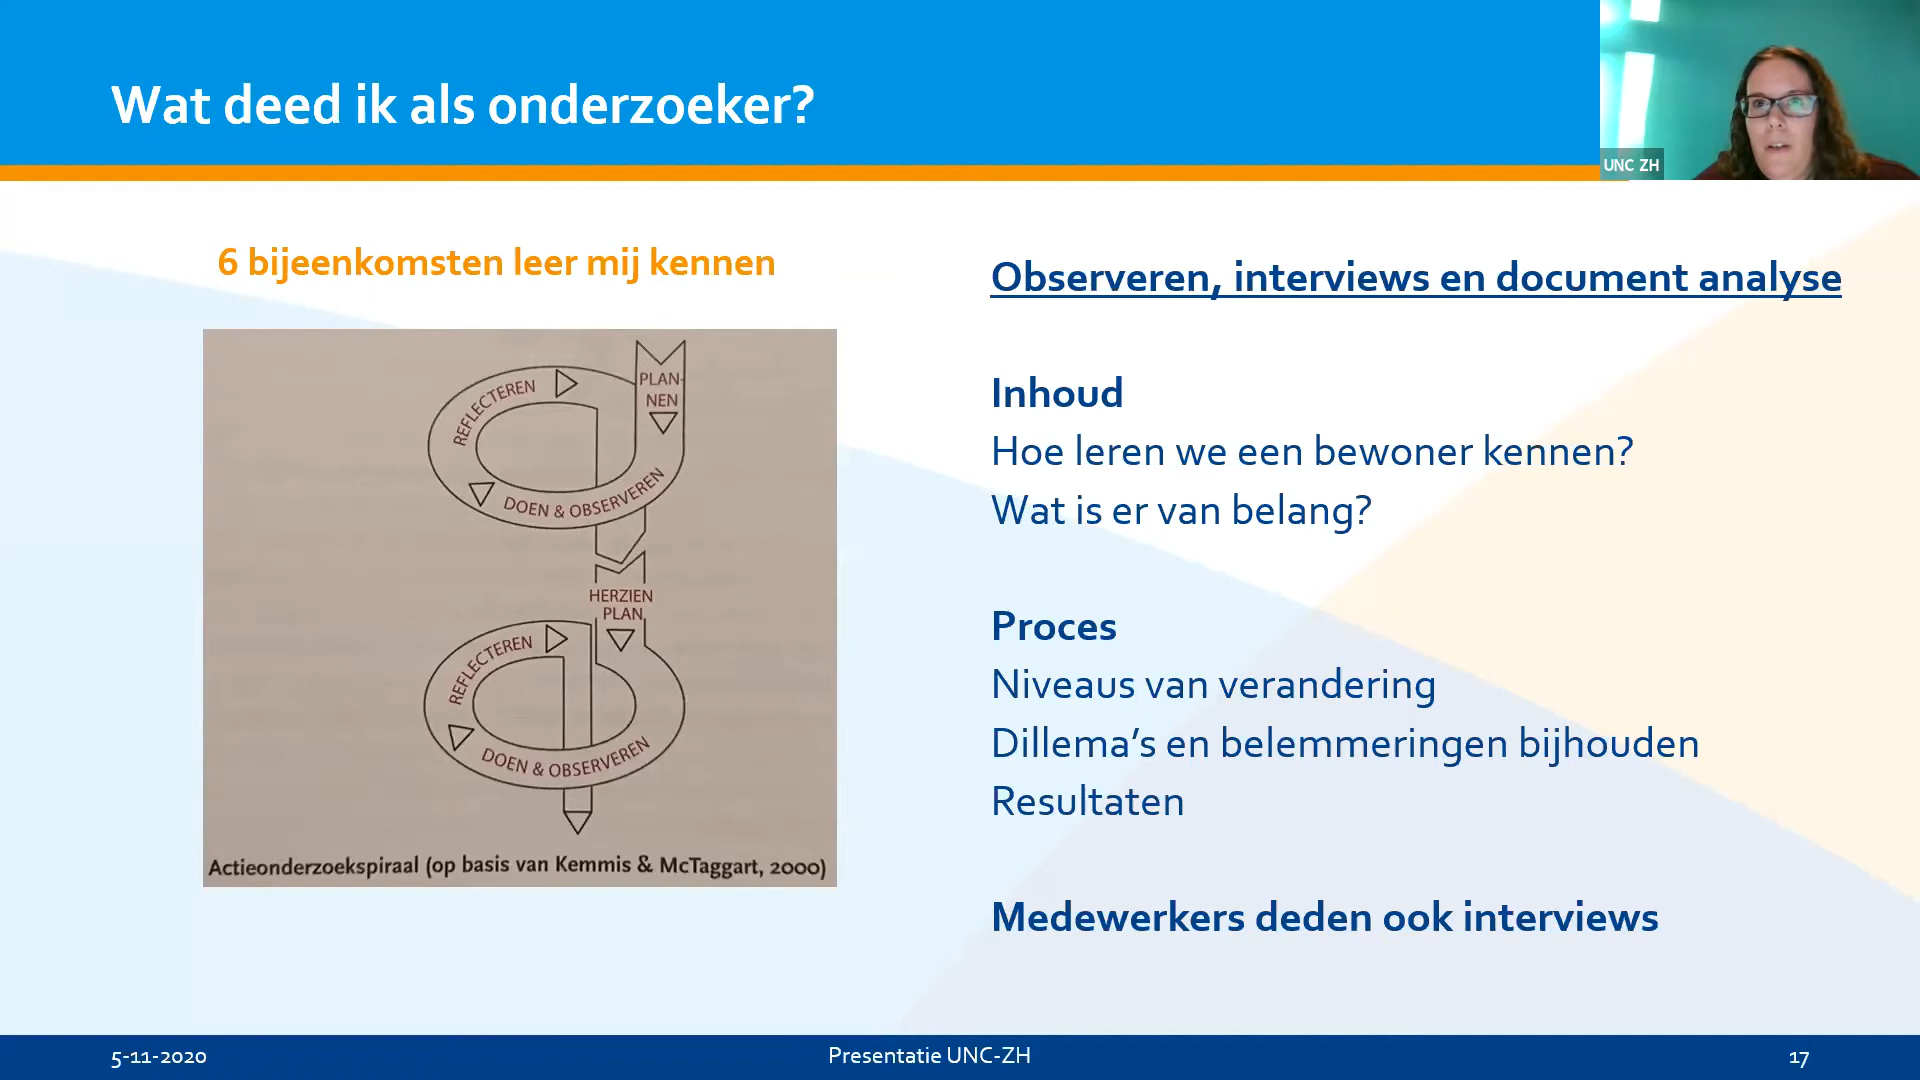 Wat deed ik als onderzoeker?
UNC ZH
6 bijeenkomsten leer mij kennen
PLAN-
NEN
REFLECTEREN
DOEN & OBSERVEREN
HERZIEN
PLAN
REFLECTEREN
DOEN & OBSERVEREN
Actieonderzoekspiraal (op basis van Kemmis & McTaggart, 2000)
Observeren, interviews en document analyse
Inhoud
Hoe leren we een bewoner kennen?
Wat is er van belang?
Proces
Niveaus van verandering
Dillema’s en belemmeringen bijhouden
Resultaten
Medewerkers deden ook interviews
5-11-2020
Presentatie UNC-ZH
17